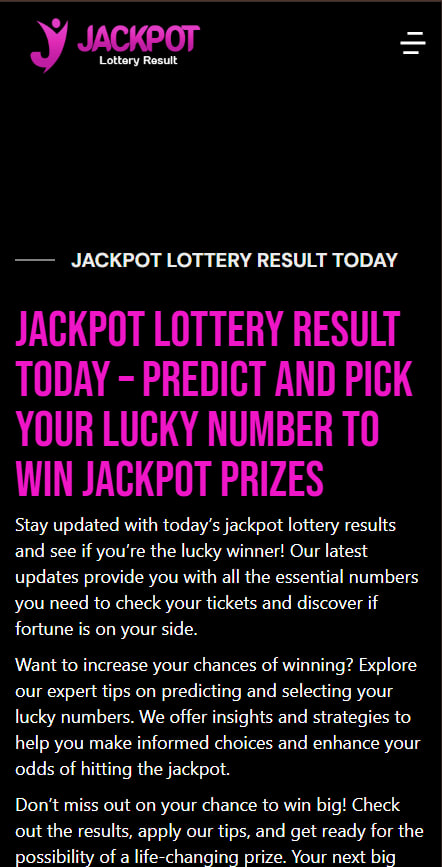 JACKPOT
Lottery Result
JACKPOT LOTTERY RESULT TODAY
JACKPOT LOTTERY RESULT
TODAY – PREDICT AND PICK
YOUR LUCKY NUMBER TO
WIN JACKPOT PRIZES
Stay updated with today’s jackpot lottery results
and see if you’re the lucky winner! Our latest
updates provide you with all the essential numbers
you need to check your tickets and discover if
fortune is on your side.
Want to increase your chances of winning? Explore
our expert tips on predicting and selecting your
lucky numbers. We offer insights and strategies to
help you make informed choices and enhance your
odds of hitting the jackpot.
Don’t miss out on your chance to win big! Check
out the results, apply our tips, and get ready for the
possibility of a life-changing prize. Your next big